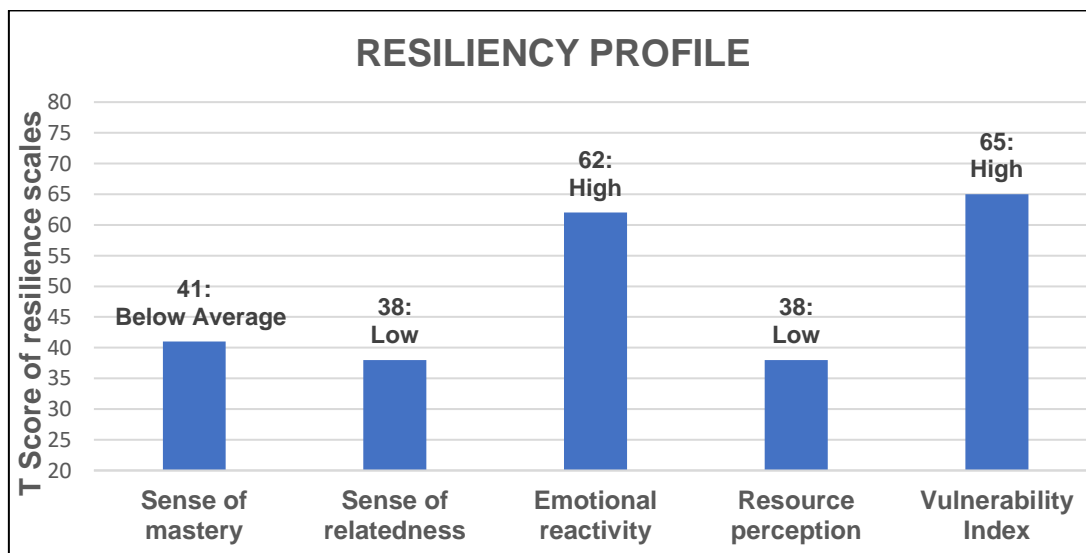 RESILIENCY PROFILE
T Score of resilience scales
80
75
70
65
60
55
50
45
40
35
30
25
20
41:
Below Average
38:
Low
62:
High
38:
Low
65:
High
Sense of
mastery
Sense of
relatedness
Emotional
reactivity
Resource
perception
Vulnerability
Index